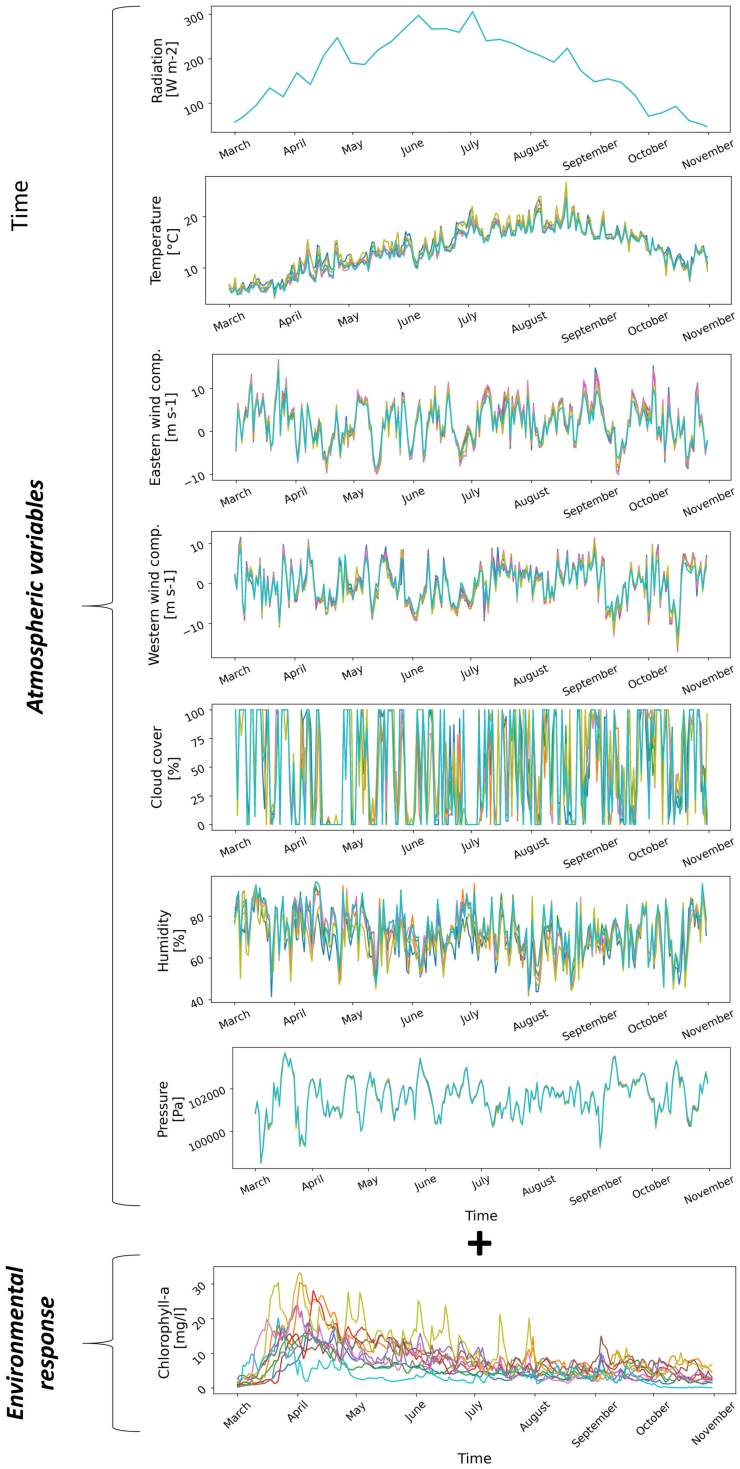 Time
Atmospheric variables
Radiation
[W m-2]
300
200
100
March April May June July August September October November
Temperature
[°C]
20
10
March April May June July August September October November
Eastern wind comp.
[m s-1]
10
0
−10
March April May June July August September October November
Western wind comp.
[m s-1]
10
0
−10
March April May June July August September October November
Cloud cover
[%]
100
75
50
25
0
March April May June July August September October November
Humidity
[%]
80
60
40
March April May June July August September October November
Pressure
[Pa]
102000
100000
March April May June July August September October November
Time
+
Environmental
response
Chlorophyll-a
[mg/l]
30
20
10
0
March April May June July August September October November
Time